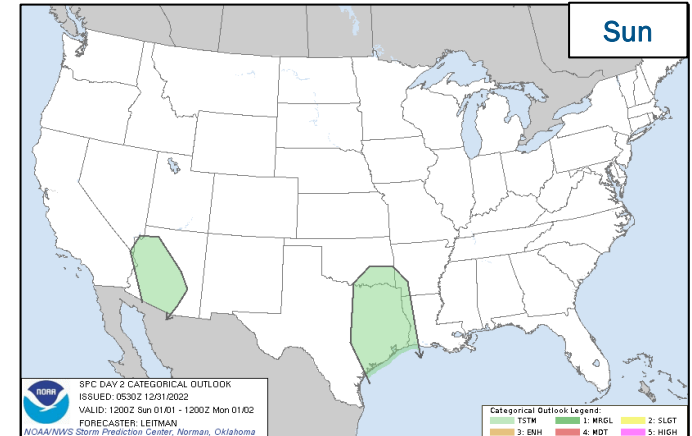 Sun
SPC DAY 2 CATEGORICAL OUTLOOK
ISSUED: 0530Z 12/31/2022
VALID: 1200Z Sun 01/01 - 1200Z Mon 01/02
FORECASTER: LEITMAN
NOAA/NWS Storm Prediction Center, Norman, Oklahoma
NOAA
Categorical Outlook Legend:
TSTM 1: MRGL 2: SLGT
3: ENH 4: MDT 5: HIGH